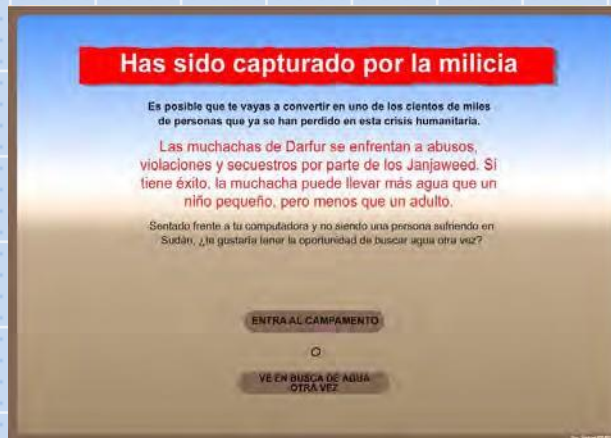 Has sido capturado por la milicia
Es posible que te vayas a convertir en uno de los cientos de miles
de personas que ya se han perdido en esta crisis humanitaria.
Las muchachas de Darfur se enfrentan a abusos,
violaciones y secuestros por parte de los Janjaweed. Si
tiene éxito, la muchacha puede llevar más agua que un
niño pequeño, pero menos que un adulto.
Sentado frente a tu computadora y no siendo una persona sufriendo en
Sudán, ¿te gustaría tener la oportunidad de buscar agua otra vez?
ENTRA AL CAMPAMENTO
O
VE EN BUSCA DE AGUA
OTRA VEZ